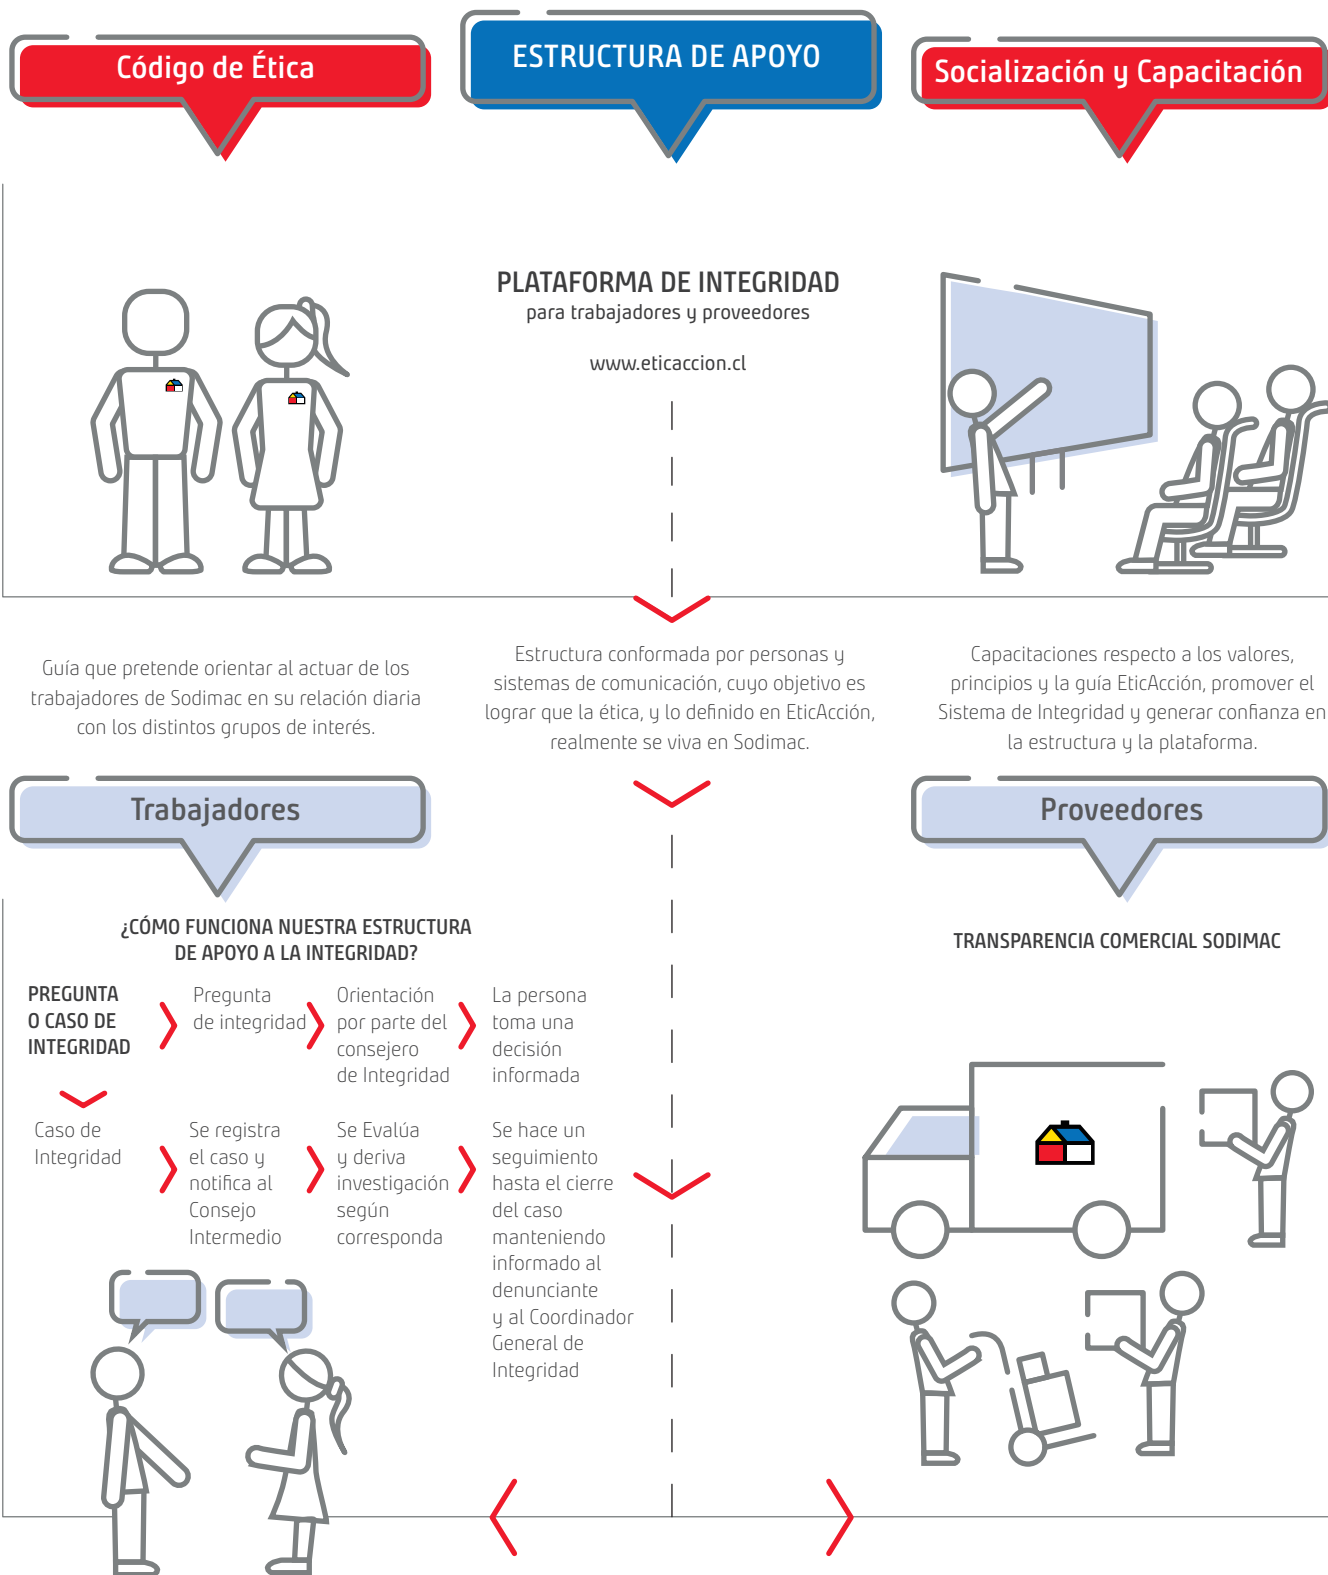 Código de Ética
ESTRUCTURA DE APOYO
Socialización y Capacitación
PLATAFORMA DE INTEGRIDAD
para trabajadores y proveedores
www.eticaccion.cl
Guía que pretende orientar al actuar de los
trabajadores de Sodimac en su relación diaria
con los distintos grupos de interés.
Estructura conformada por personas y
sistemas de comunicación, cuyo objetivo es
lograr que la ética, y lo definido en EticAcción,
realmente se viva en Sodimac.
Capacitaciones respecto a los valores,
principios y la guía EticAcción, promover el
Sistema de Integridad y generar confianza en
la estructura y la plataforma.
Trabajadores
¿CÓMO FUNCIONA NUESTRA ESTRUCTURA
DE APOYO A LA INTEGRIDAD?
PREGUNTA
O CASO DE
INTEGRIDAD
Pregunta
de integridad
Orientación
por parte del
consejero
de Integridad
La persona
toma una
decisión
informada
Caso de
Integridad
Se registra
el caso y
notifica al
Consejo
Intermedio
Se Evalúa
y deriva
investigación
según
corresponda
Se hace un
seguimiento
hasta el cierre
del caso
manteniendo
informado al
denunciante
y al Coordinador
General de
Integridad
Proveedores
TRANSPARENCIA COMERCIAL SODIMAC